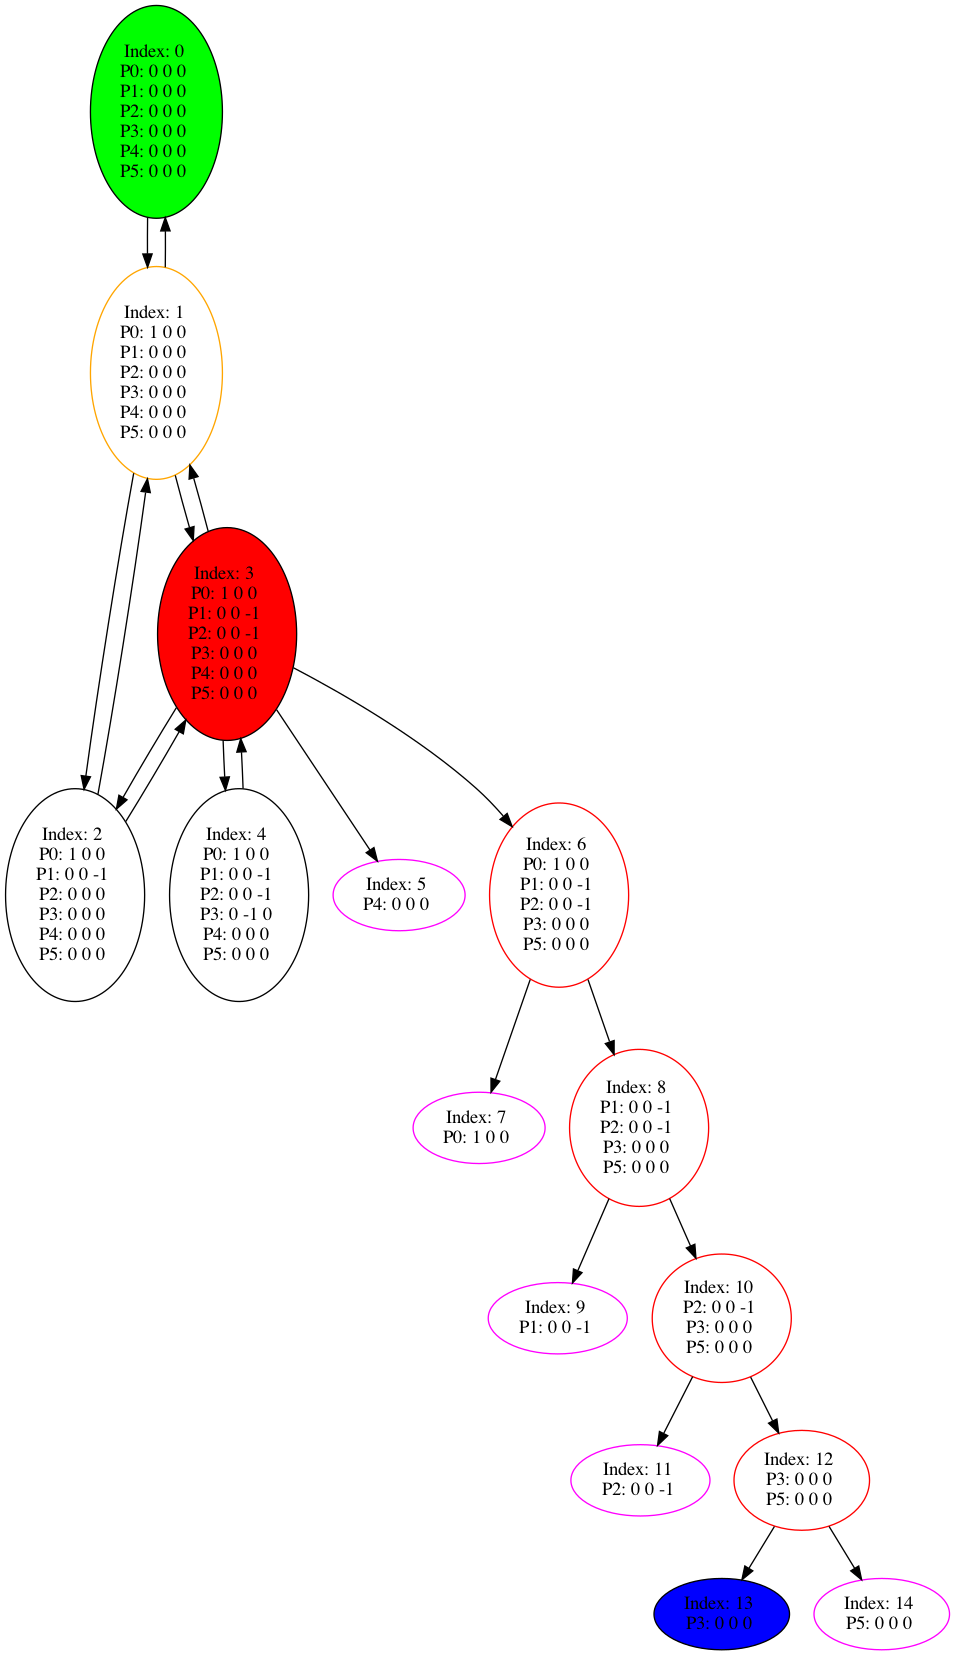 Index: 0
P0: 0 0 0
P1: 0 0 0
P2: 0 0 0
P3: 0 0 0
P4: 0 0 0
P5: 0 0 0
Index: 1
P0: 1 0 0
P1: 0 0 0
P2: 0 0 0
P3: 0 0 0
P4: 0 0 0
P5: 0 0 0
Index: 3
P0: 1 0 0
P1: 0 0 -1
P2: 0 0 -1
P3: 0 0 0
P4: 0 0 0
P5: 0 0 0
Index: 2
P0: 1 0 0
P1: 0 0 -1
P2: 0 0 0
P3: 0 0 0
P4: 0 0 0
P5: 0 0 0
Index: 4
P0: 1 0 0
P1: 0 0 -1
P2: 0 0 -1
P3: 0 -1 0
P4: 0 0 0
P5: 0 0 0
Index: 5
P4: 0 0 0
Index: 6
P0: 1 0 0
P1: 0 0 -1
P2: 0 0 -1
P3: 0 0 0
P5: 0 0 0
Index: 7
P0: 1 0 0
Index: 8
P1: 0 0 -1
P2: 0 0 -1
P3: 0 0 0
P5: 0 0 0
Index: 9
P1: 0 0 -1
Index: 10
P2: 0 0 -1
P3: 0 0 0
P5: 0 0 0
Index: 11
P2: 0 0 -1
Index: 12
P3: 0 0 0
P5: 0 0 0
Index: 13
P3: 0 0 0
Index: 14
P5: 0 0 0